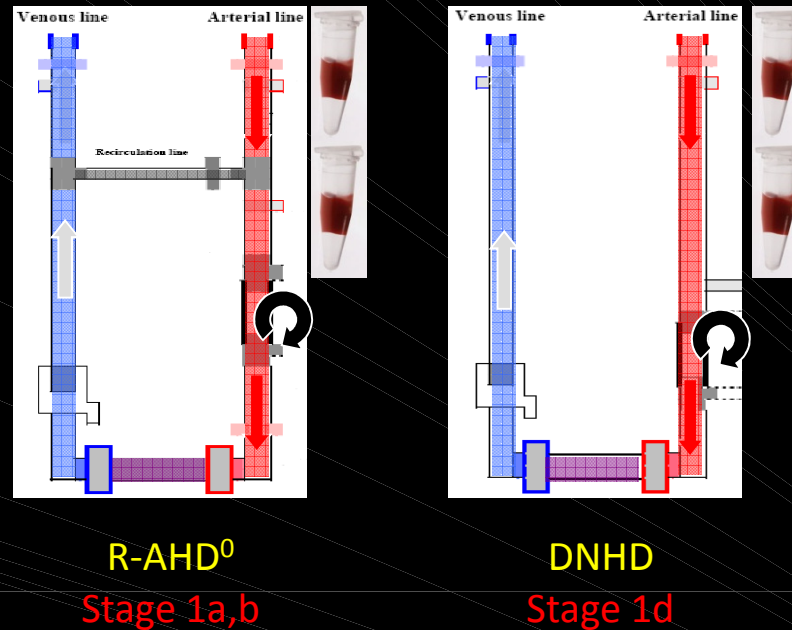 Venous line
Arterial line
Recirculation line
R-AHD⁰
Stage 1a,b
Venous line
Arterial line
DNHD
Stage 1d